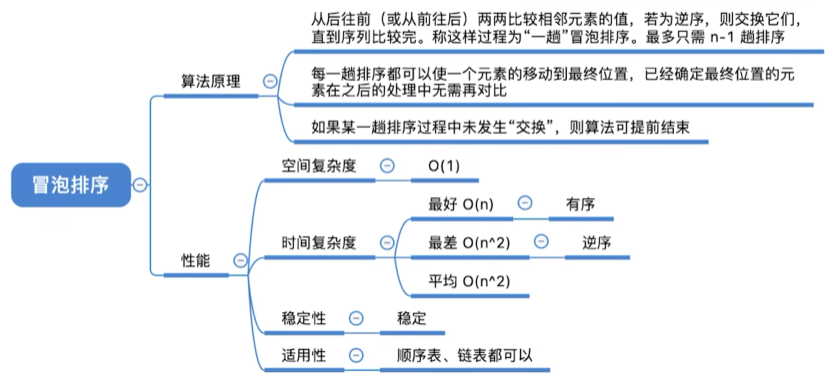 从后往前（或从前往后）两两比较相邻元素的值，若为逆序，则交换它们，
直到序列比较完。称这样过程为“一趟”冒泡排序。最多只需 n-1 趟排序
算法原理
每一趟排序都可以使一个元素的移动到最终位置，已经确定最终位置的元
素在之后的处理中无需再对比
如果某一趟排序过程中未发生“交换”，则算法可提前结束
冒泡排序
空间复杂度
O(1)
最好 O(n)
有序
性能
时间复杂度
最差 O(n^2)
逆序
平均 O(n^2)
稳定性
稳定
适用性
顺序表、链表都可以